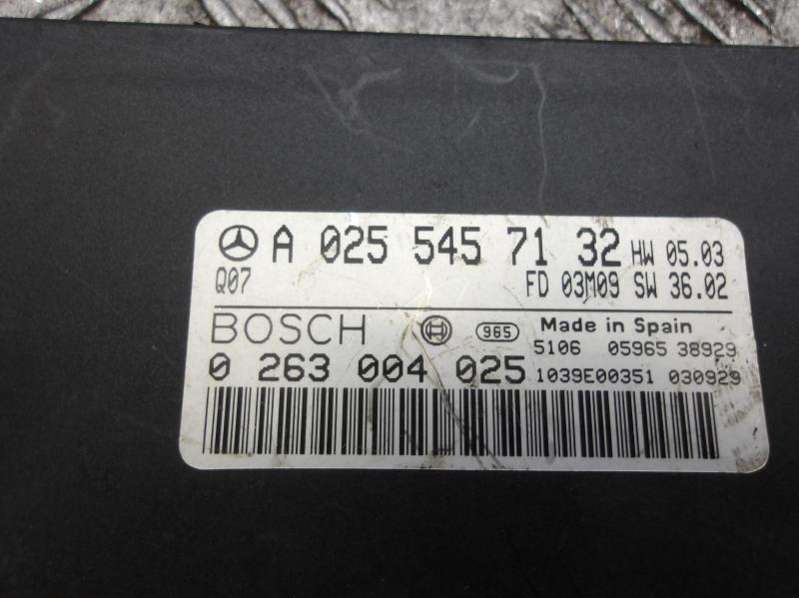 A 025 545 71 32 HW 05.03
Q07 FD 03M09 SW 36.02
BOSCH 965 Made in Spain
5106 05965 38929
0 263 004 025 1039E00351 030929